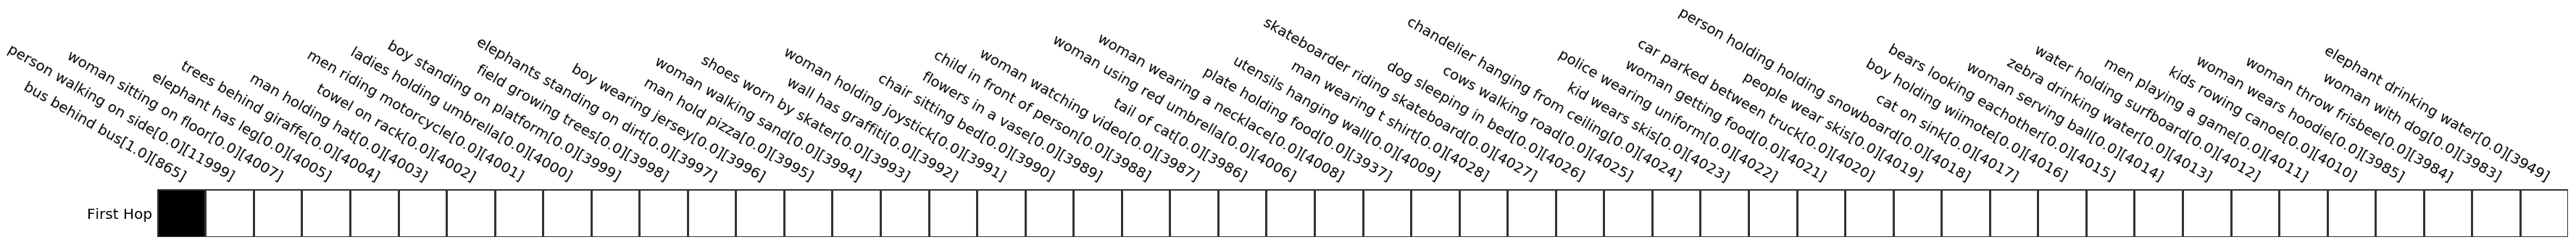 bus behind bus[1.0][865]
person walking on side[0.0][11999]
woman sitting on floor[0.0][4007]
elephant has leg[0.0][4005]
trees behind giraffe[0.0][4004]
man holding hat[0.0][4003]
towel on rack[0.0][4002]
men riding motorcycle[0.0][4001]
ladies holding umbrella[0.0][4000]
boy standing on platform[0.0][3999]
field growing trees[0.0][3998]
elephants standing on dirt[0.0][3997]
boy wearing jersey[0.0][3996]
man hold pizza[0.0][3995]
woman walking sand[0.0][3994]
shoes worn by skater[0.0][3993]
wall has graffiti[0.0][3992]
woman holding joystick[0.0][3991]
chair sitting bed[0.0][3990]
flowers in a vase[0.0][3989]
child in front of person[0.0][3988]
woman watching video[0.0][3987]
tail of cat[0.0][3986]
woman using red umbrella[0.0][4006]
woman wearing a necklace[0.0][4008]
plate holding food[0.0][3937]
utensils hanging wall[0.0][4009]
man wearing t shirt[0.0][4028]
skateboarder riding skateboard[0.0][4027]
dog sleeping in bed[0.0][4026]
cows walking road[0.0][4025]
chandelier hanging from ceiling[0.0][4024]
kid wears skis[0.0][4023]
police wearing uniform[0.0][4022]
woman getting food[0.0][4021]
car parked between truck[0.0][4020]
people wear skis[0.0][4019]
person holding holding snowboard[0.0][4018]
cat on sink[0.0][4017]
boy holding wiimote[0.0][4016]
bears looking eachother[0.0][4015]
woman serving ball[0.0][4014]
zebra drinking water[0.0][4013]
water holding surfboard[0.0][4012]
men playing a game[0.0][4011]
kids rowing canoe[0.0][4010]
woman wears hoodie[0.0][3985]
woman throw frisbee[0.0][3984]
woman with dog[0.0][3983]
elephant drinking water[0.0][3949]
First Hop